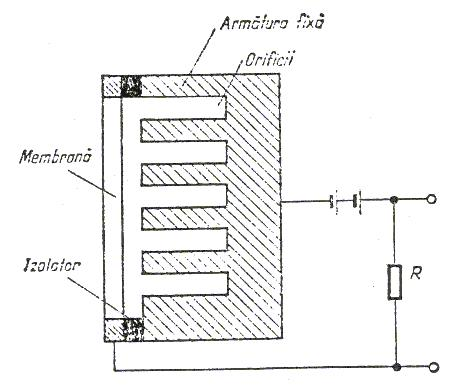 Armătura fixă
Orificii
Membrană
Izolator
R